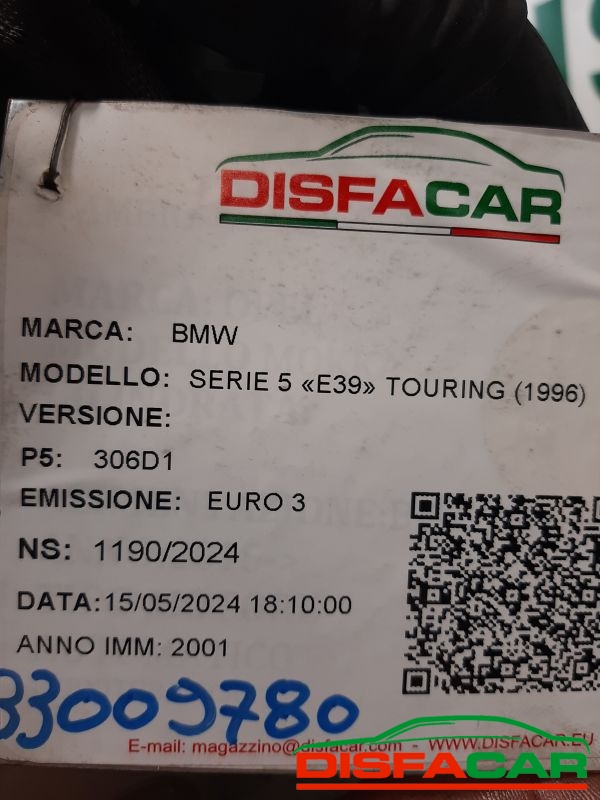 DISFACAR
MARCA: BMW
MODELLO: SERIE 5 «E39» TOURING (1996)
VERSIONE:
P5: 306D1
EMISSIONE: EURO 3
NS: 1190/2024
DATA:15/05/2024 18:10:00
ANNO IMM: 2001
33009780
E-mail: magazzino@disfacar.com - WWW.DISFACAR.EU
DISFACAR